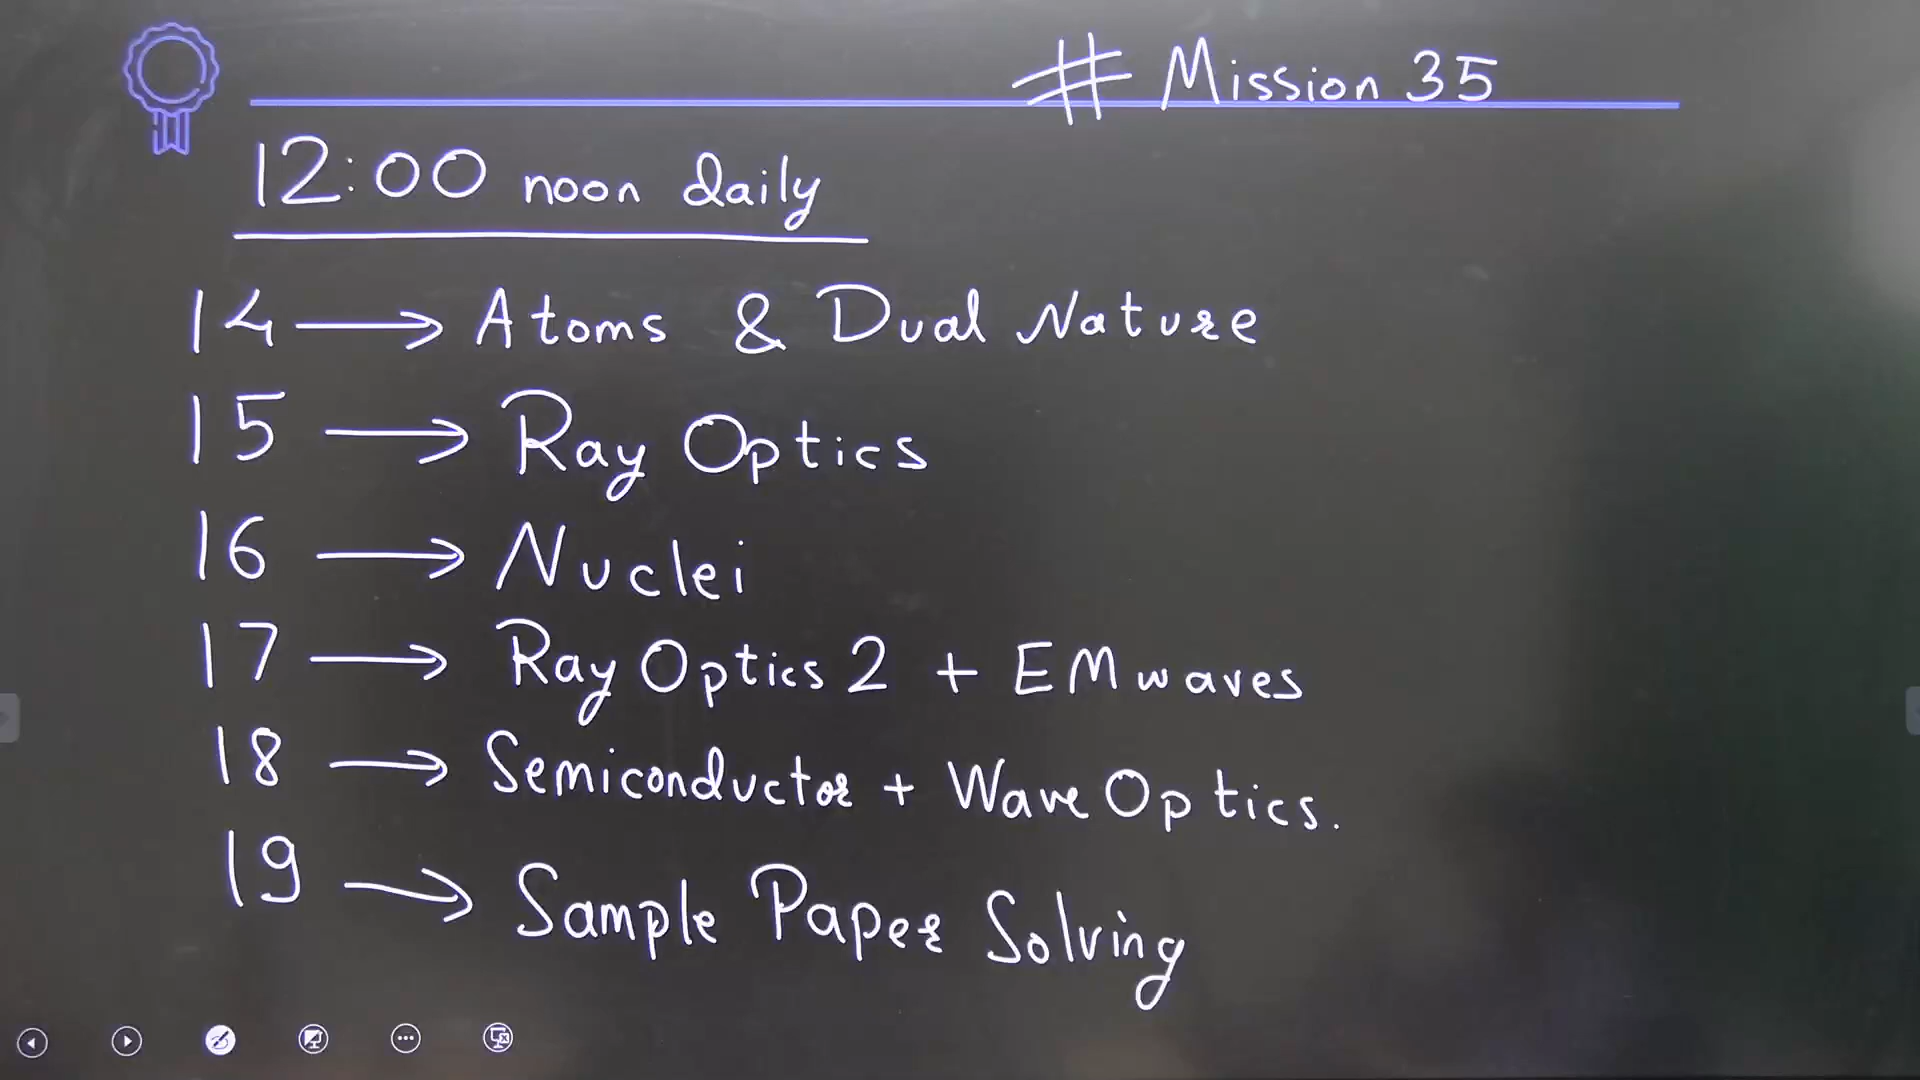 # Mission 35
12:00 noon daily
14 → Atoms & Dual Nature
15 → Ray Optics
16 → Nuclei
17 → Ray Optics 2 + EM waves
18 → Semiconductor + Wave Optics.
19 → Sample Paper Solving